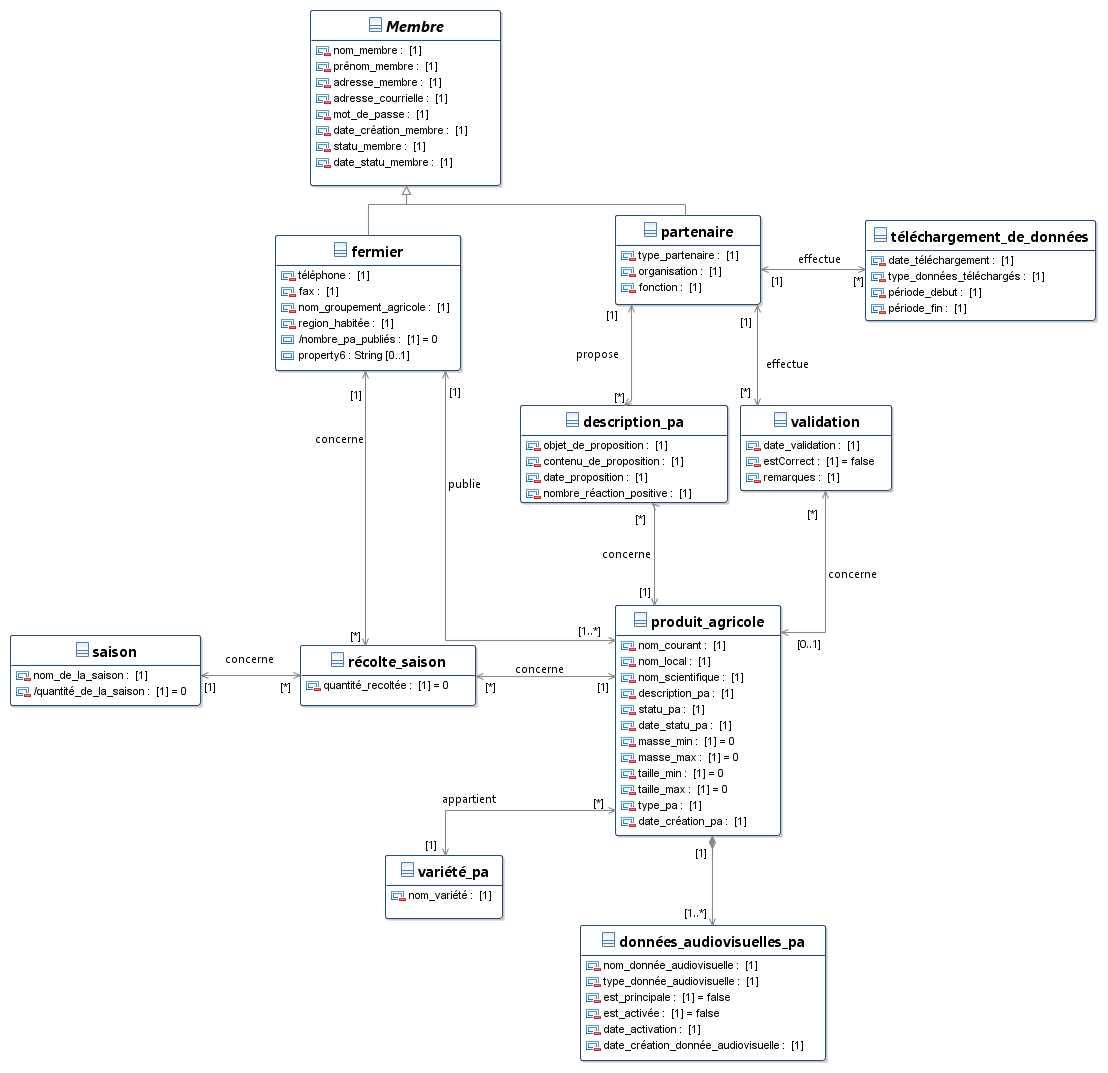 Membre
nom_membre : [1]
prénom_membre : [1]
adresse_membre : [1]
adresse_courrielle : [1]
mot_de_passe : [1]
date_création_membre : [1]
statu_membre : [1]
date_statu_membre : [1]
fermier
téléphone : [1]
fax : [1]
nom_groupement_agricole : [1]
region_habitée : [1]
/nombre_pa_publiés : [1] = 0
property6 : String [0..1]
partenaire
type_partenaire : [1]
organisation : [1]
fonction : [1]
effectue
[1]
[*]
téléchargement_de_données
date_téléchargement : [1]
type_données_téléchargés : [1]
période_debut : [1]
période_fin : [1]
[1]
propose
[*]
[1]
effectue
[*]
[1]
concerne
[*]
[1]
publie
[1..*]
description_pa
objet_de_proposition : [1]
contenu_de_proposition : [1]
date_proposition : [1]
nombre_réaction_positive : [1]
validation
date_validation : [1]
estCorrect : [1] = false
remarques : [1]
[*]
concerne
[1]
[*]
concerne
[0..1]
saison
nom_de_la_saison : [1]
/quantité_de_la_saison : [1] = 0
concerne
[1]
[*]
récolte_saison
quantité_recoltée : [1] = 0
concerne
[*]
[1]
produit_agricole
nom_courant : [1]
nom_local : [1]
nom_scientifique : [1]
description_pa : [1]
statu_pa : [1]
date_statu_pa : [1]
masse_min : [1] = 0
masse_max : [1] = 0
taille_min : [1] = 0
taille_max : [1] = 0
type_pa : [1]
date_création_pa : [1]
appartient
[*]
[1]
variété_pa
nom_variété : [1]
[1]
[1..*]
données_audiovisuelles_pa
nom_donnée_audiovisuelle : [1]
type_donnée_audiovisuelle : [1]
est_principale : [1] = false
est_activée : [1] = false
date_activation : [1]
date_création_donnée_audiovisuelle : [1]